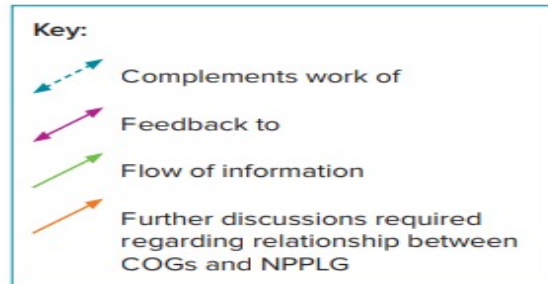 Key:
Complements work of
Feedback to
Flow of information
Further discussions required
regarding relationship between
COGs and NPPLG